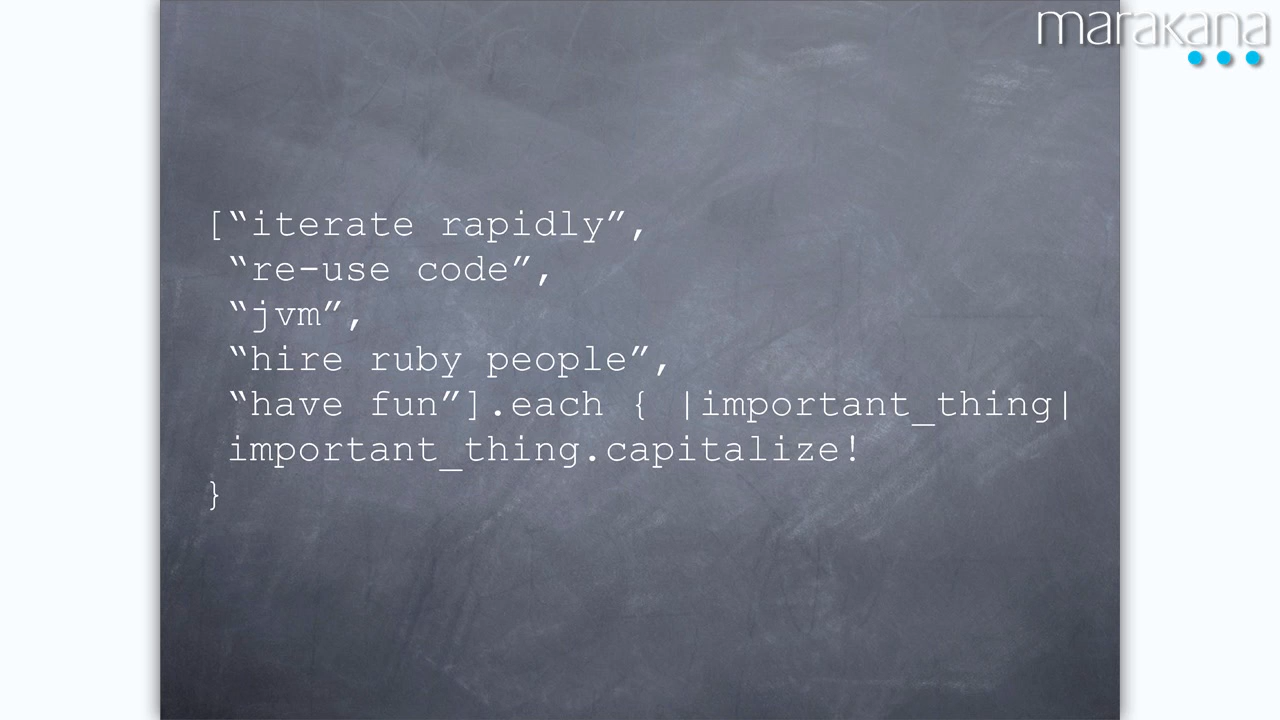 marakana
[“iterate rapidly”,
“re-use code”,
“jvm”,
“hire ruby people”,
“have fun”].each { |important_thing|
important_thing.capitalize!
}